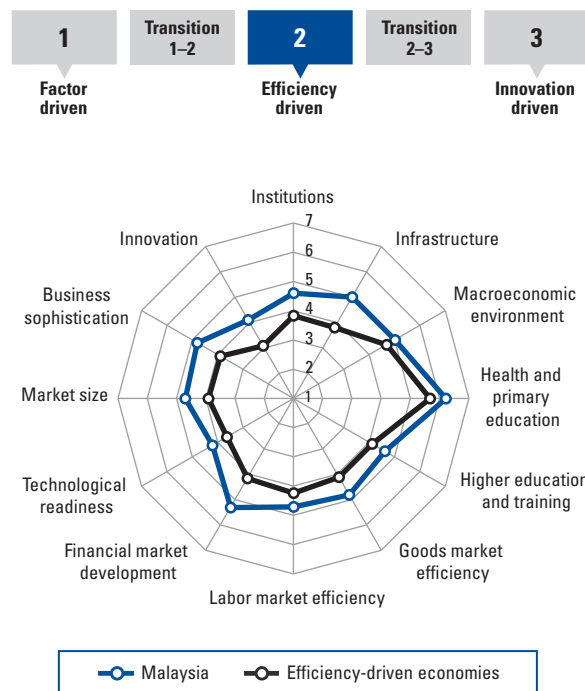 1
Transition
1–2
2
Transition
2–3
3
Factor
driven
Efficiency
driven
Innovation
driven
Institutions
7
Innovation
6
Infrastructure
5
Business
sophistication
4
Macroeconomic
environment
3
2
Market size
1
Health and
primary
education
Technological
readiness
Higher education
and training
Financial market
development
Goods market
efficiency
Labor market efficiency
Malaysia
Efficiency-driven economies